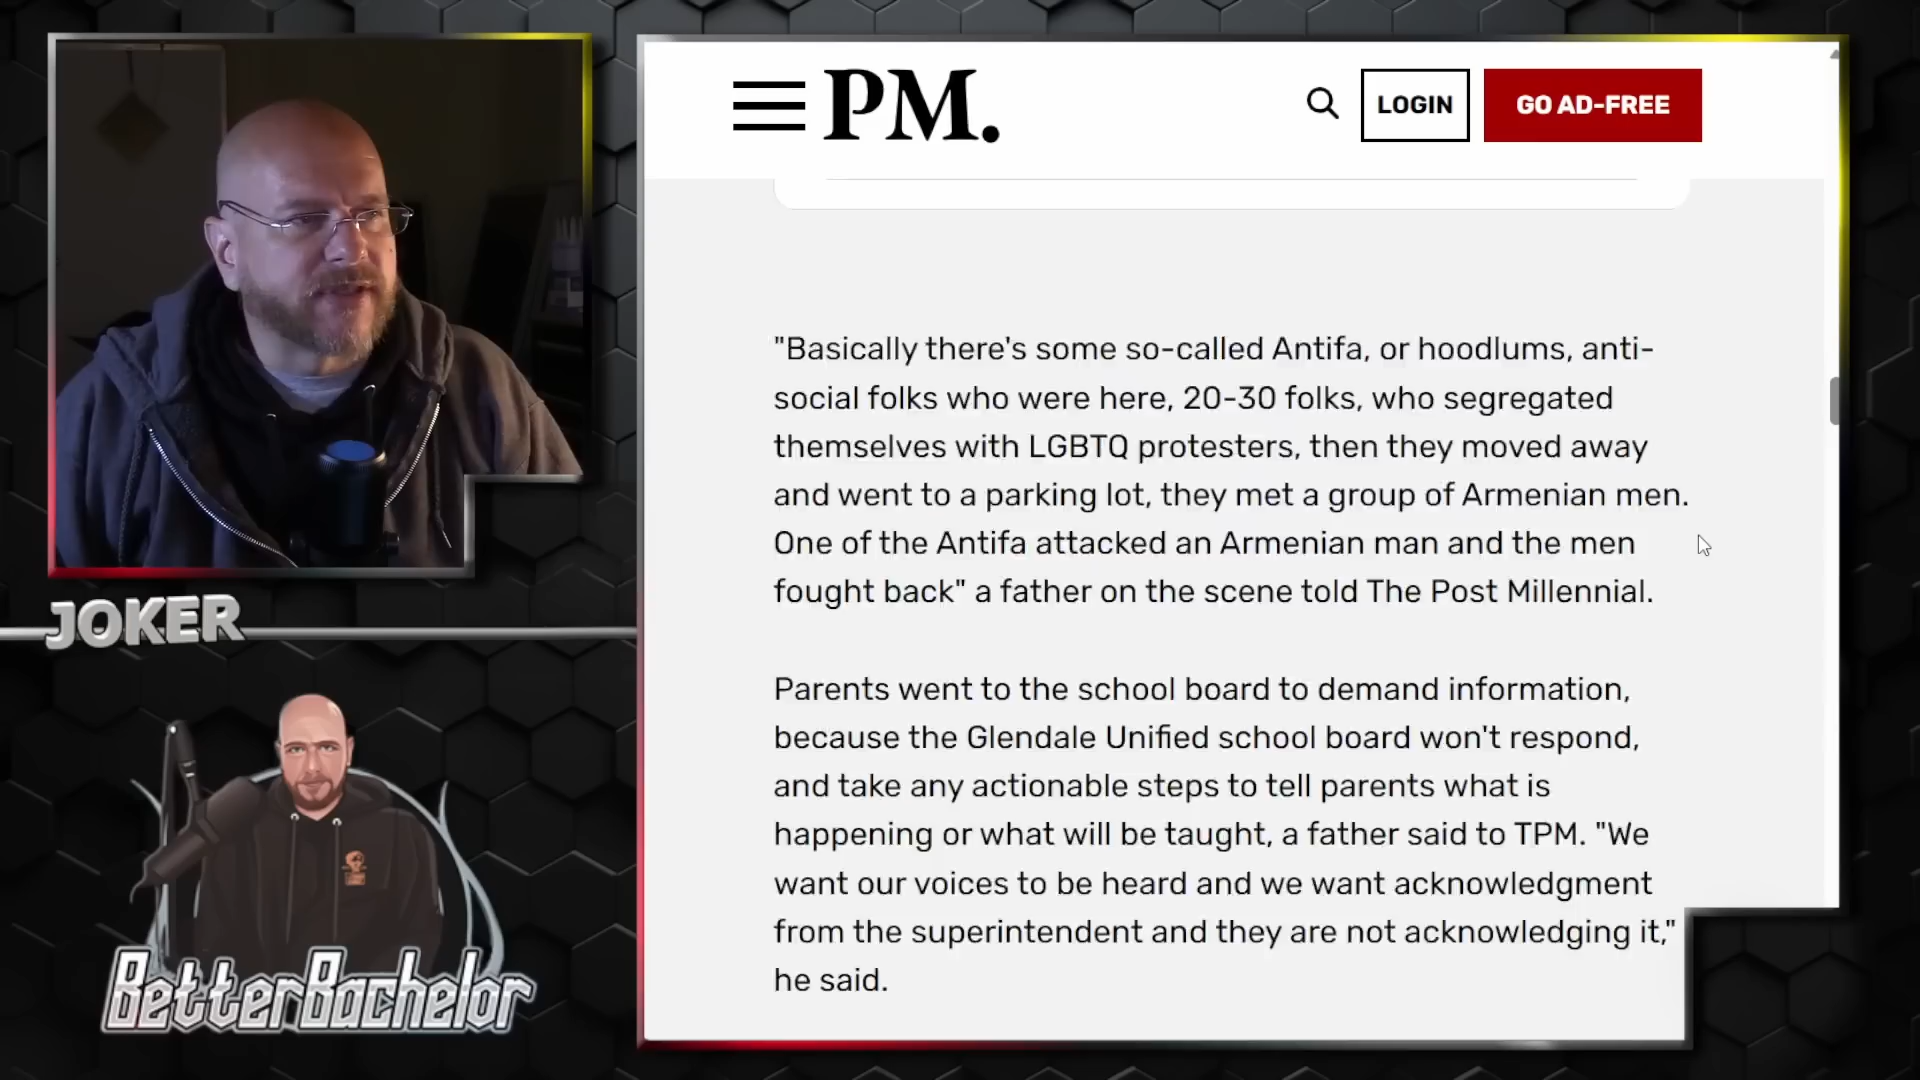 PM.
LOGIN
GO AD-FREE
"Basically there's some so-called Antifa, or hoodlums, anti-
social folks who were here, 20-30 folks, who segregated
themselves with LGBTQ protesters, then they moved away
and went to a parking lot, they met a group of Armenian men.
One of the Antifa attacked an Armenian man and the men
fought back" a father on the scene told The Post Millennial.
Parents went to the school board to demand information,
because the Glendale Unified school board won't respond,
and take any actionable steps to tell parents what is
happening or what will be taught, a father said to TPM. "We
want our voices to be heard and we want acknowledgment
from the superintendent and they are not acknowledging it,"
he said.
JOKER
BetterBachelor